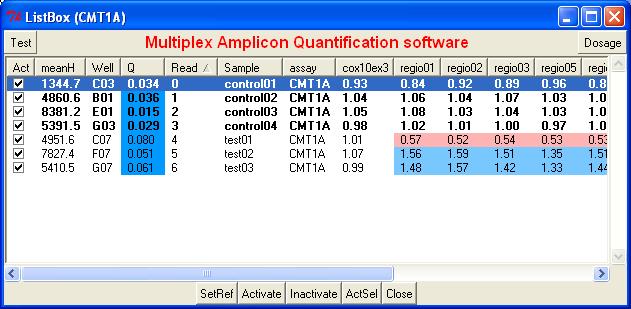 ListBox (CMT1A)
Test Multiplex Amplicon Quantification software Dosage
Act meanH Well Q Read Sample assay cox10ex3 regio01 regio02 regio03 regio05 regio
1344.7 C03 0.034 0 control01 CMT1A 0.93 0.84 0.92 0.89 0.96 0.8
4860.6 B01 0.036 1 control02 CMT1A 1.04 1.06 1.04 1.07 1.03 1.0
8381.2 E01 0.015 2 control03 CMT1A 1.05 1.08 1.03 1.04 1.03 1.0
5391.5 G03 0.029 3 control04 CMT1A 0.98 1.02 1.01 1.00 0.97 1.0
4951.6 C07 0.080 4 test01 CMT1A 1.01 0.57 0.52 0.54 0.53 0.53
7827.4 F07 0.051 5 test02 CMT1A 1.07 1.56 1.59 1.51 1.35 1.51
5410.5 G07 0.061 6 test03 CMT1A 0.99 1.48 1.57 1.42 1.33 1.44
SetRef Activate Inactivate ActSel Close